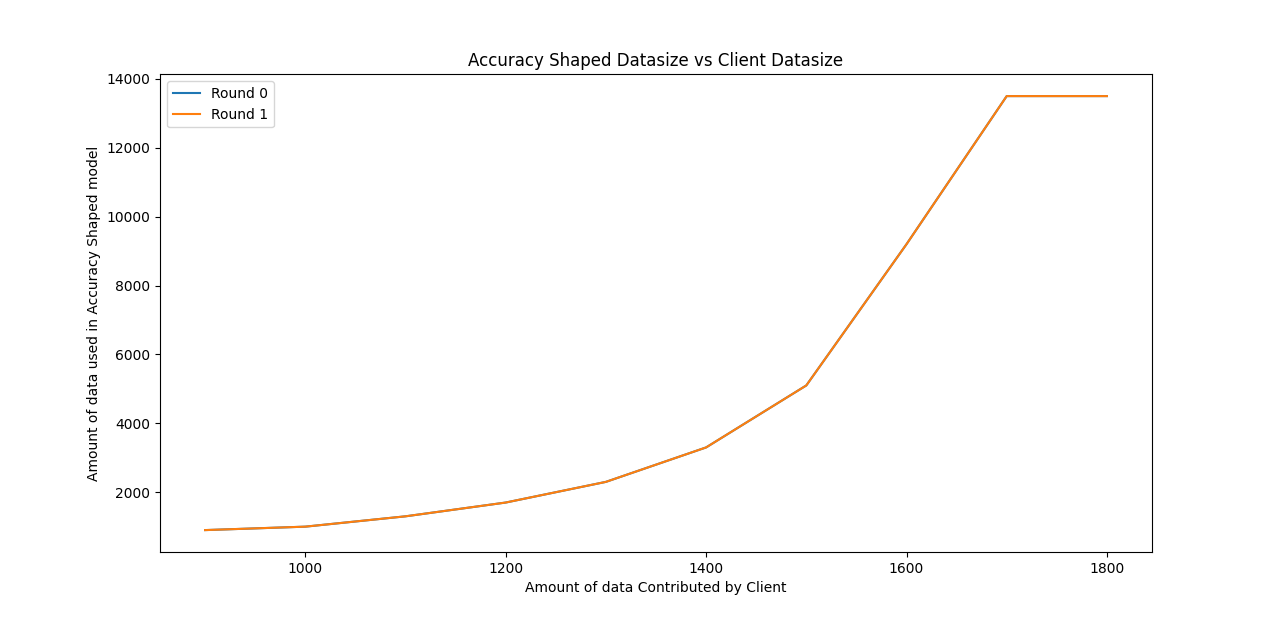 Accuracy Shaped Datasize vs Client Datasize
14000
12000
10000
8000
6000
4000
2000
Amount of data used in Accuracy Shaped model
Round 0
Round 1
1000 1200 1400 1600 1800
Amount of data Contributed by Client